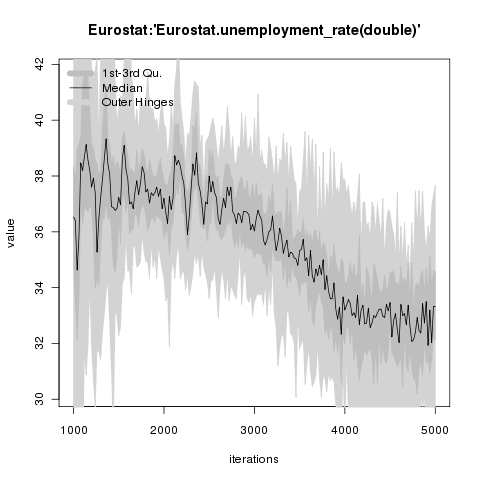 Eurostat:'Eurostat.unemployment_rate(double)'
1st-3rd Qu.
Median
Outer Hinges
42
40
38
36
34
32
30
value
1000
2000
3000
4000
5000
iterations